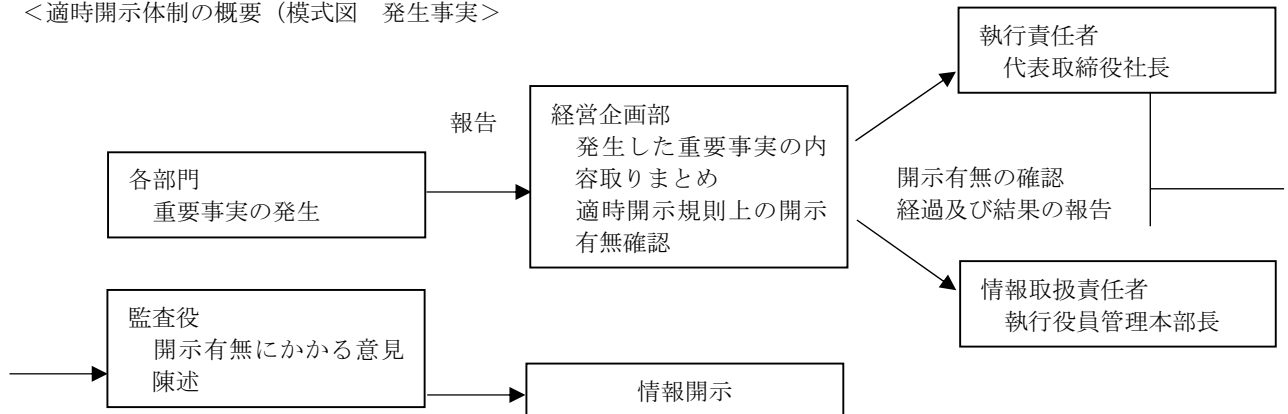 ＜適時開示体制の概要（模式図　発生事実＞
各部門
重要事実の発生
報告
経営企画部
発生した重要事実の内
容取りまとめ
適時開示規則上の開示
有無確認
執行責任者
代表取締役社長
開示有無の確認
経過及び結果の報告
情報取扱責任者
執行役員管理本部長
監査役
開示有無にかかる意見
陳述
情報開示